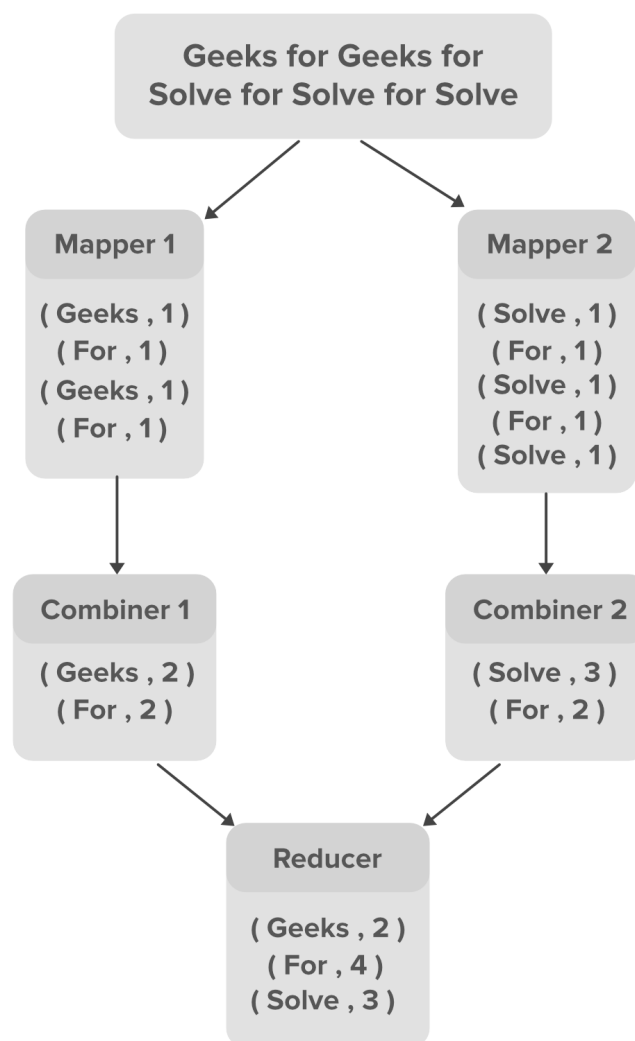 Geeks for Geeks for
Solve for Solve for Solve
Mapper 1
( Geeks , 1 )
( For , 1 )
( Geeks , 1 )
( For , 1 )
Mapper 2
( Solve , 1 )
( For , 1 )
( Solve , 1 )
( For , 1 )
( Solve , 1 )
Combiner 1
( Geeks , 2 )
( For , 2 )
Combiner 2
( Solve , 3 )
( For , 2 )
Reducer
( Geeks , 2 )
( For , 4 )
( Solve , 3 )